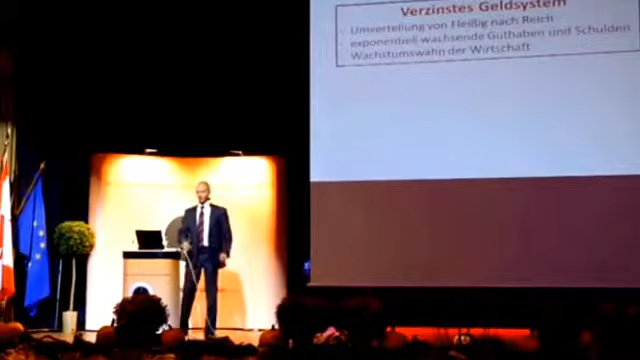 Verzinstes Geldsystem
Umverteilung von Fleißig nach Reich
exponentiell wachsende Guthaben und Schulden
Wachstumswahn der Wirtschaft